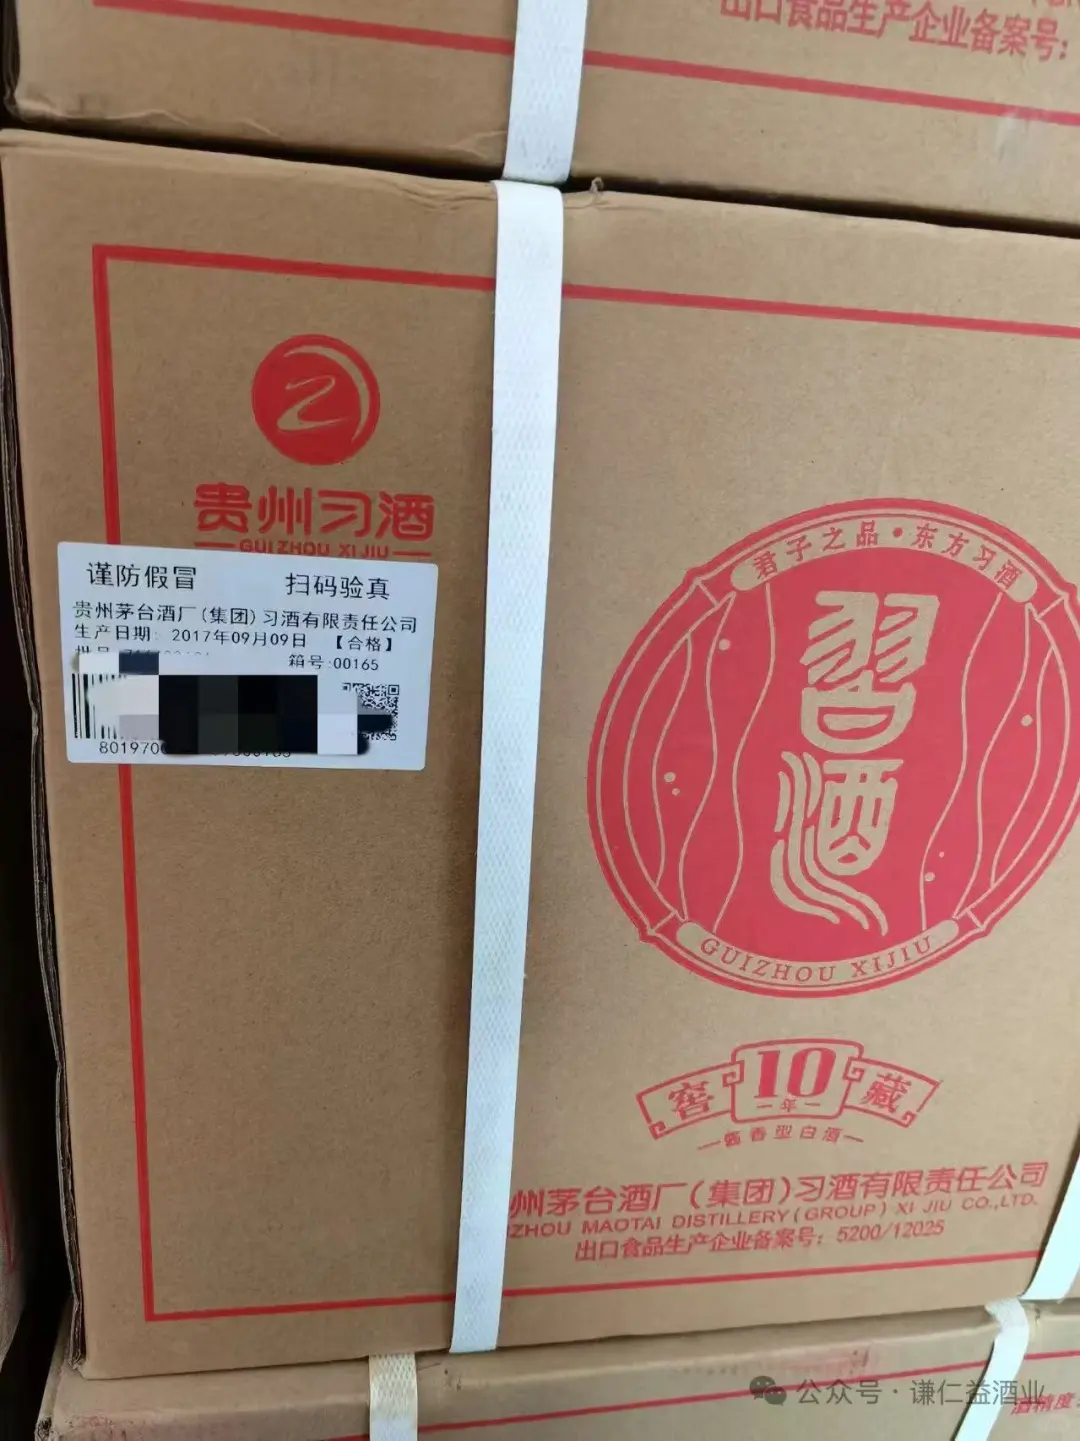 出口食品生产企业备案号:
贵州习酒
GUIZHOU XIJIU
谨防假冒 扫码验真
贵州茅台酒厂(集团)习酒有限责任公司
生产日期: 2017年09月09日 【合格】
箱号:00165
君子之品·东方习酒
習酒
GUIZHOU XIJIU
窖10藏
年
酱香型白酒
州茅台酒厂(集团)习酒有限责任公司
ZHOU MAOTAI DISTILLERY(GROUP) XI JIU CO.,LTD.
出口食品生产企业备案号: 5200/12025
公众号·谦仁益酒业
酒精度